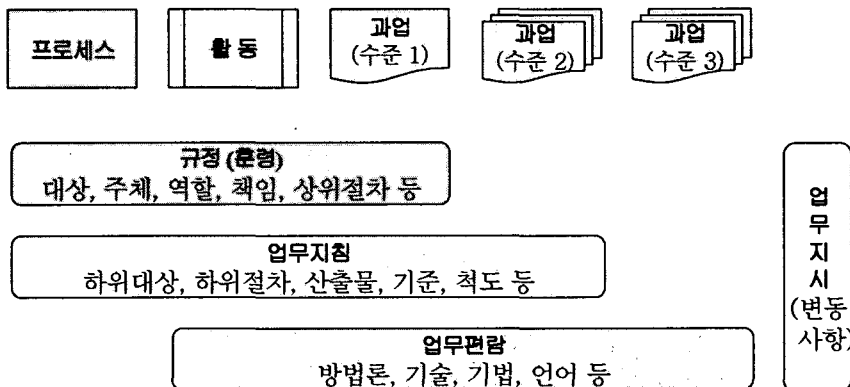 프로세스
활동
과업
(수준 1)
과업
(수준 2)
과업
(수준 3)
규정 (훈령)
대상, 주체, 역할, 책임, 상위절차 등
업무지침
하위대상, 하위절차, 산출물, 기준, 척도 등
업무편람
방법론, 기술, 기법, 언어 등
업
무
지
시
(변동
사항)